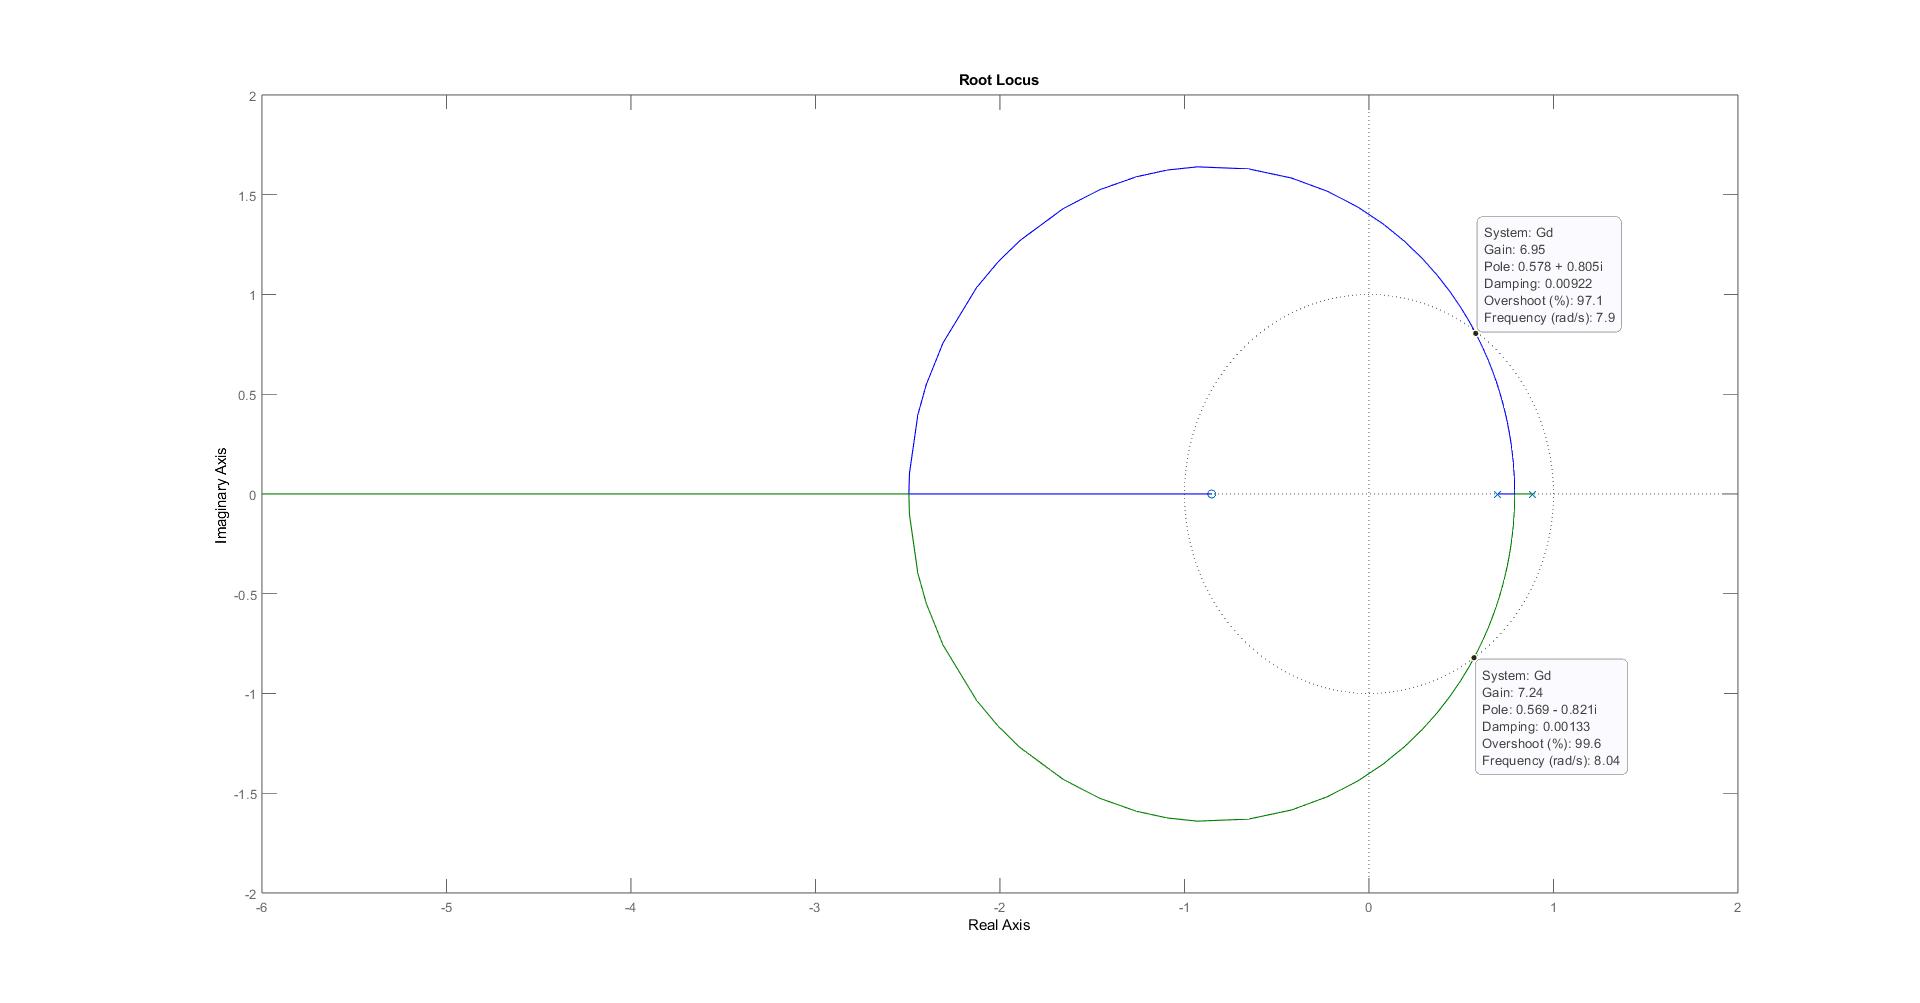 Root Locus
2
1.5
1
0.5
0
-0.5
-1
-1.5
-2
Imaginary Axis
System: Gd
Gain: 6.95
Pole: 0.578 + 0.805i
Damping: 0.00922
Overshoot (%): 97.1
Frequency (rad/s): 7.9
System: Gd
Gain: 7.24
Pole: 0.569 - 0.821i
Damping: 0.00133
Overshoot (%): 99.6
Frequency (rad/s): 8.04
-6 -5 -4 -3 -2 -1 0 1 2
Real Axis